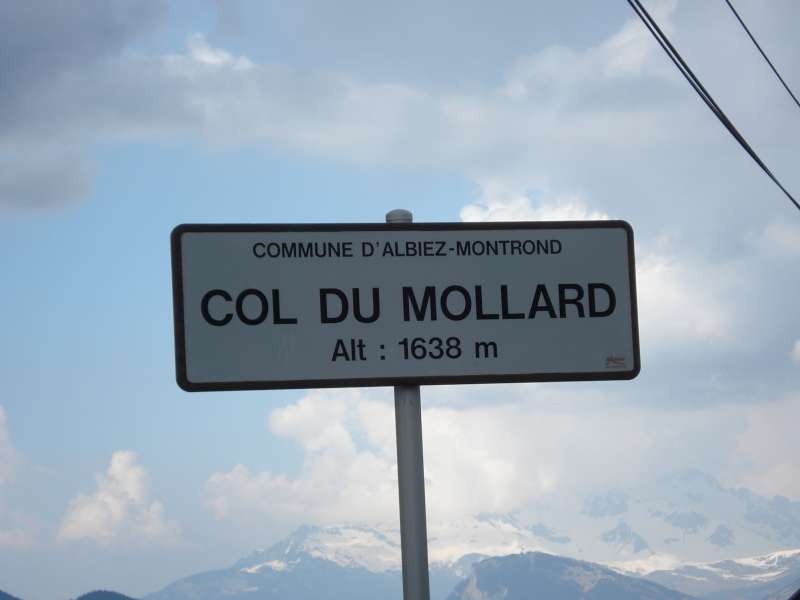 COMMUNE D'ALBIEZ-MONTROND
COL DU MOLLARD
Alt : 1638 m